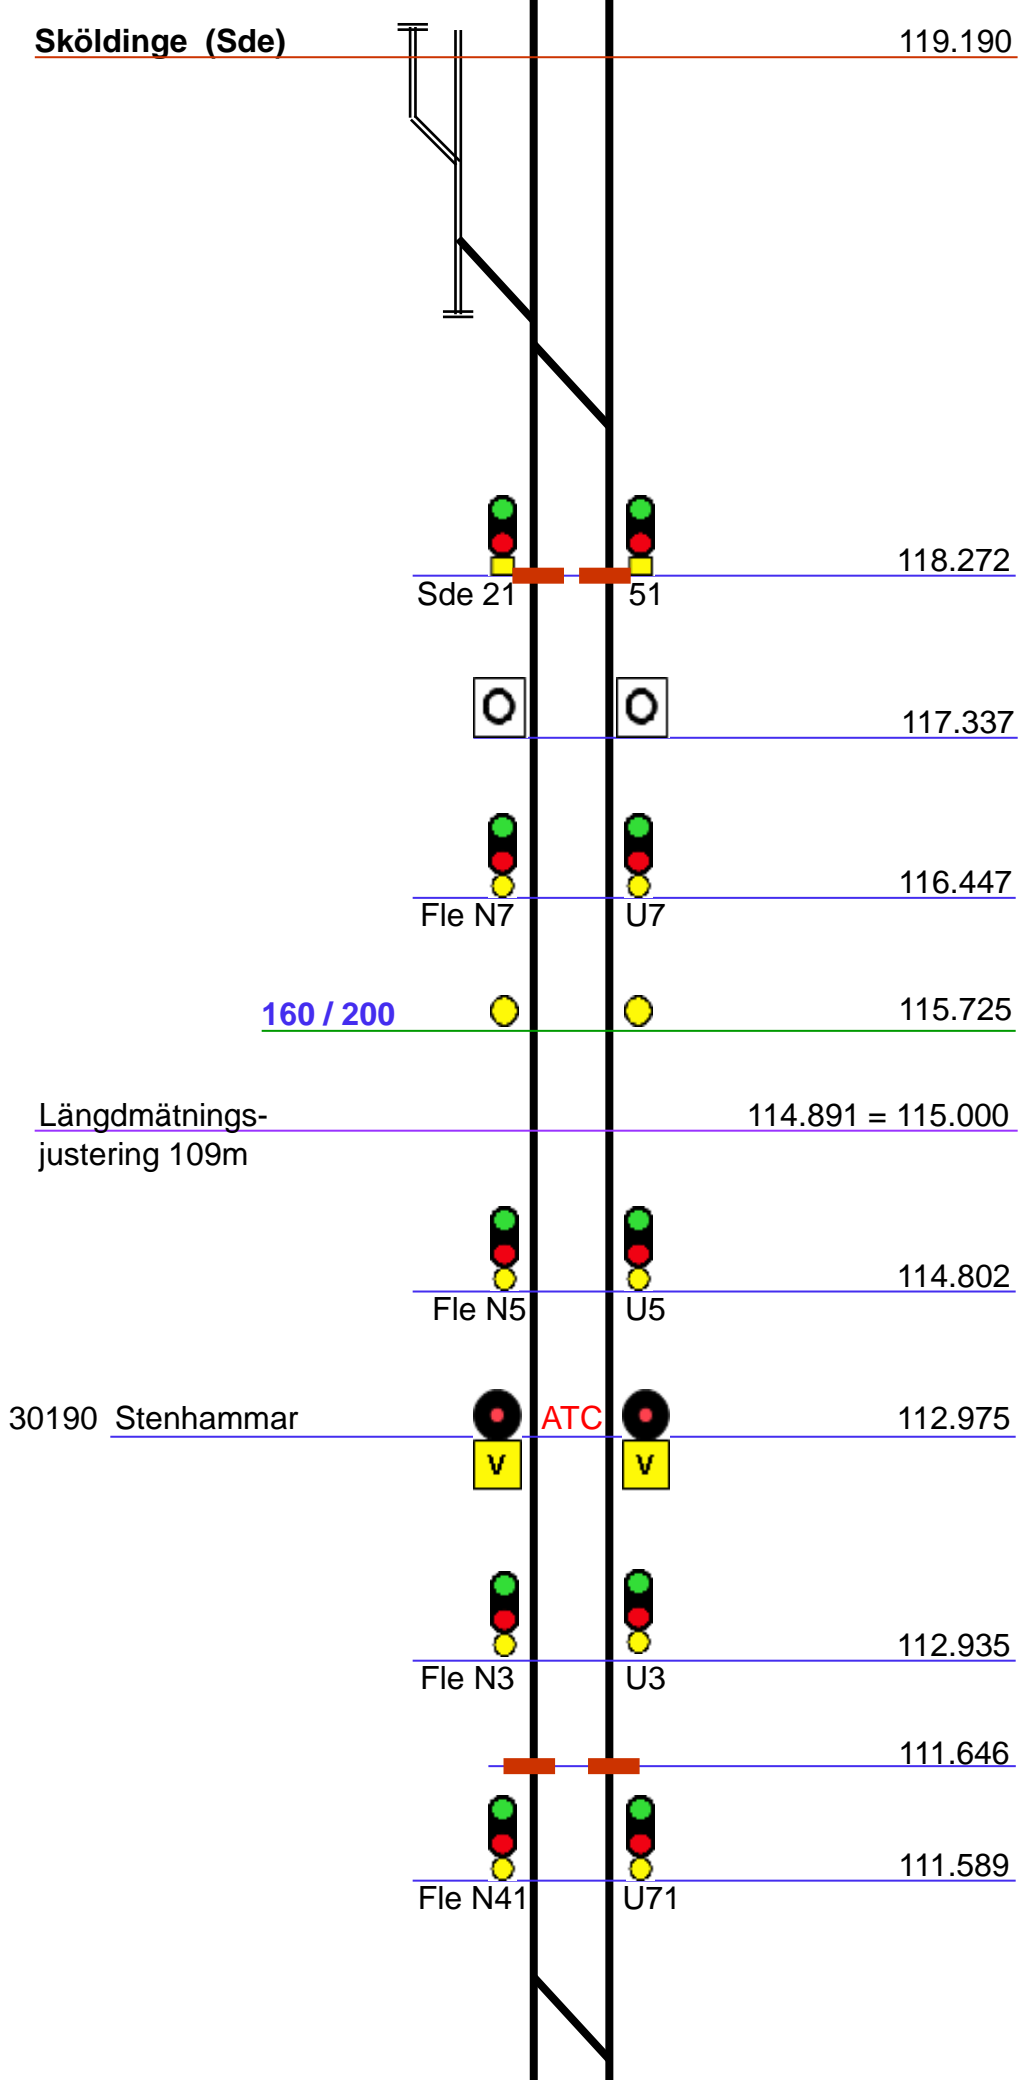 Sköldinge (Sde) 119.190
118.272
Sde 21 51
O O 117.337
116.447
Fle N7 U7
160 / 200 115.725
Längdmätnings- 114.891 = 115.000
justering 109m
114.802
Fle N5 U5
30190 Stenhammar ATC 112.975
V V
112.935
Fle N3 U3
111.646
111.589
Fle N41 U71